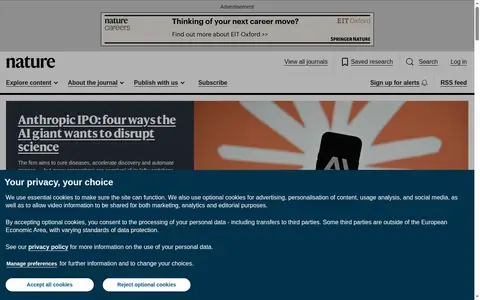 Advertisement
nature
careers
Thinking of your next career move?
Find out more about EIT Oxford >>
EIT Oxford
SPRINGER NATURE
nature
View all journals
Saved research
Search
Log in
Explore content
About the journal
Publish with us
Subscribe
Sign up for alerts
RSS feed
Anthropic IPO: four ways the
AI giant wants to disrupt
science
The firm aims to cure diseases, accelerate discovery and automate
Your privacy, your choice
We use essential cookies to make sure the site can function. We also use optional cookies for advertising, personalisation of content, usage analysis, and social media, as
well as to allow video information to be shared for both marketing, analytics and editorial purposes.
By accepting optional cookies, you consent to the processing of your personal data - including transfers to third parties. Some third parties are outside of the European
Economic Area, with varying standards of data protection.
See our privacy policy for more information on the use of your personal data.
Manage preferences for further information and to change your choices.
Accept all cookies
Reject optional cookies